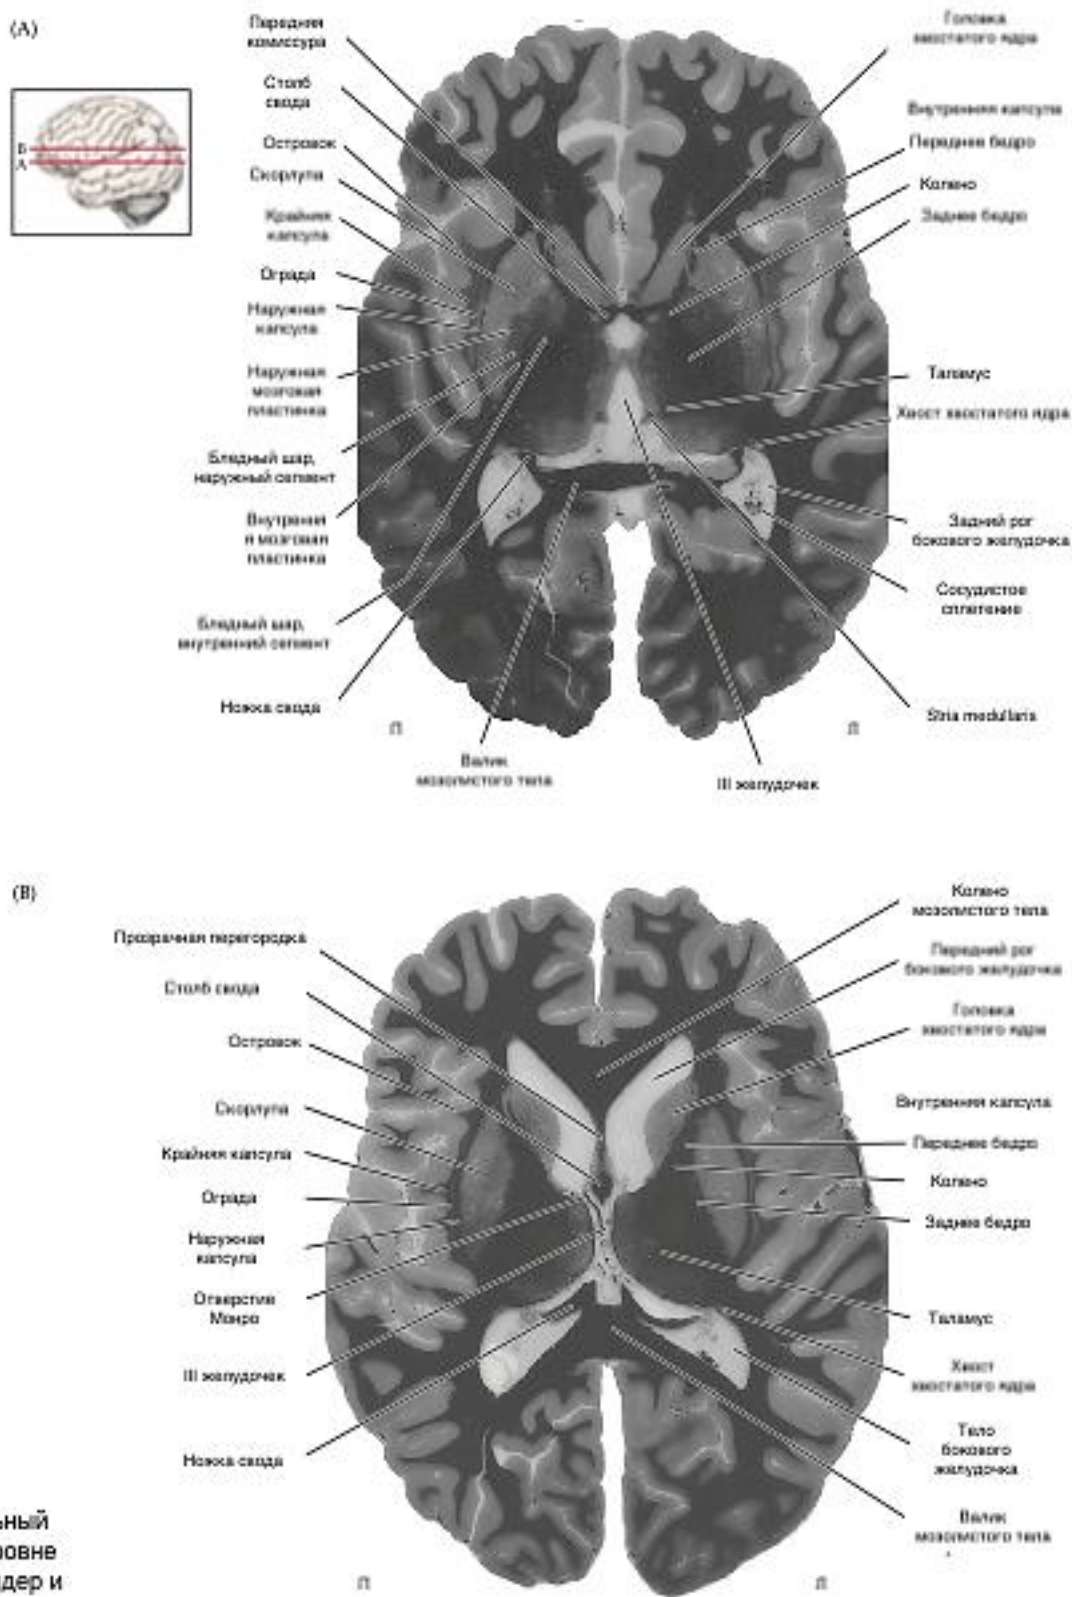 (A)
Передняя
комиссура
Столб
свода
Островок
Скорлупа
Крайняя
капсула
Ограда
Наружная
капсула
Наружная
мозговая
пластинка
Бледный шар,
наружный сегмент
Внутрення
я мозговая
пластинка
Бледный шар,
внутренний сегмент
Ножка свода
Валик
мозолистого тела
B
A
Головка
хвостатого ядра
Внутренняя капсула
Переднее бедро
Колено
Заднее бедро
Таламус
Хвост хвостатого ядра
Задний рог
бокового желудочка
Сосудистое
сплетение
Stria medullaris
III желудочек
П
Л
(B)
Прозрачная перегородка
Столб свода
Островок
Скорлупа
Крайняя капсула
Ограда
Наружная
капсула
Отверстие
Монро
III желудочек
Ножка свода
Колено
мозолистого тела
Передний рог
бокового желудочка
Головка
хвостатого ядра
Внутренняя капсула
Переднее бедро
Колено
Заднее бедро
Таламус
Хвост
хвостатого ядра
Тело
бокового
желудочка
Валик
мозолистого тела
П
Л
ьный
ровне
ядер и